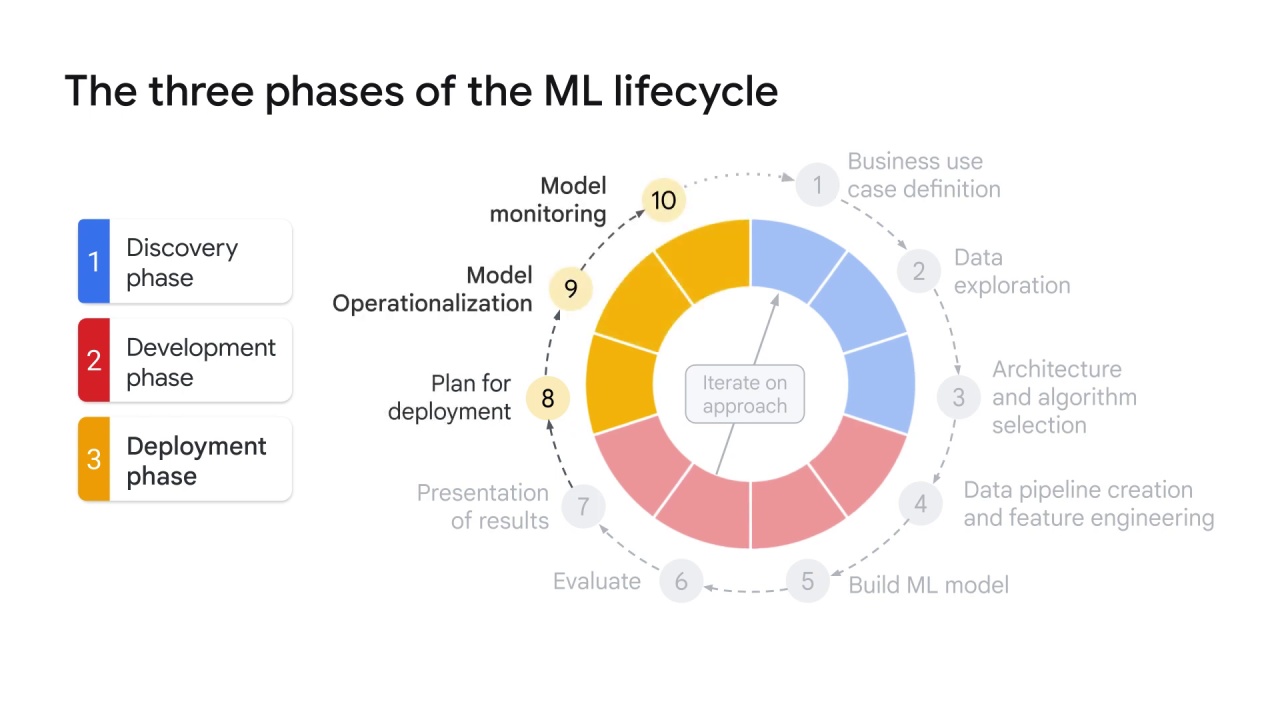 The three phases of the ML lifecycle
1
Discovery
phase
2
Development
phase
3
Deployment
phase
1
Business use
case definition
2
Data
exploration
3
Architecture
and algorithm
selection
4
Data pipeline creation
and feature engineering
5
Build ML model
6
Evaluate
7
Presentation
of results
8
Plan for
deployment
9
Model
Operationalization
10
Model
monitoring
Iterate on
approach